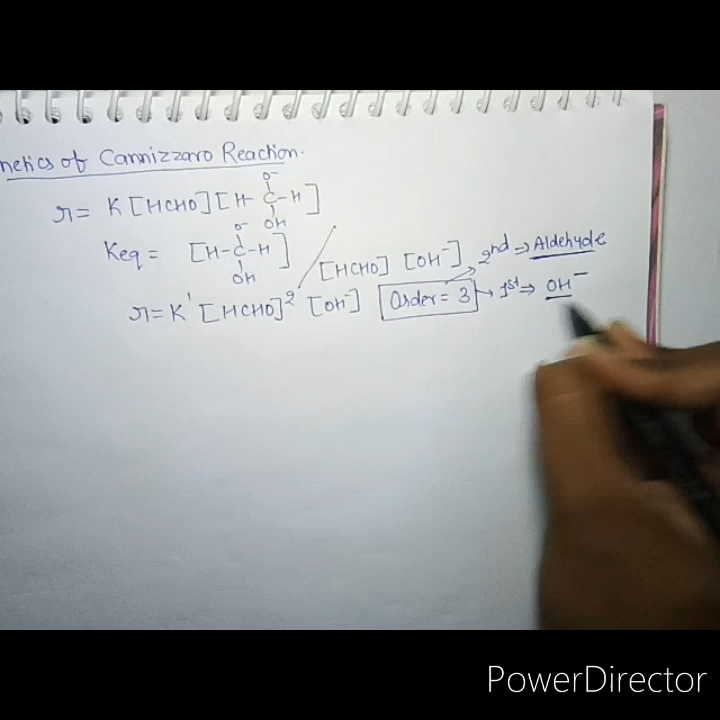 netics of Cannizzaro Reaction.
r = K [HCHO] [H-C-H]
O⁻
OH
Keq = [H-C-H] / [HCHO] [OH⁻]
O⁻
OH
2nd ⇒ Aldehyde
r = K' [HCHO]² [OH⁻] Order = 3 → 1st ⇒ OH⁻
PowerDirector